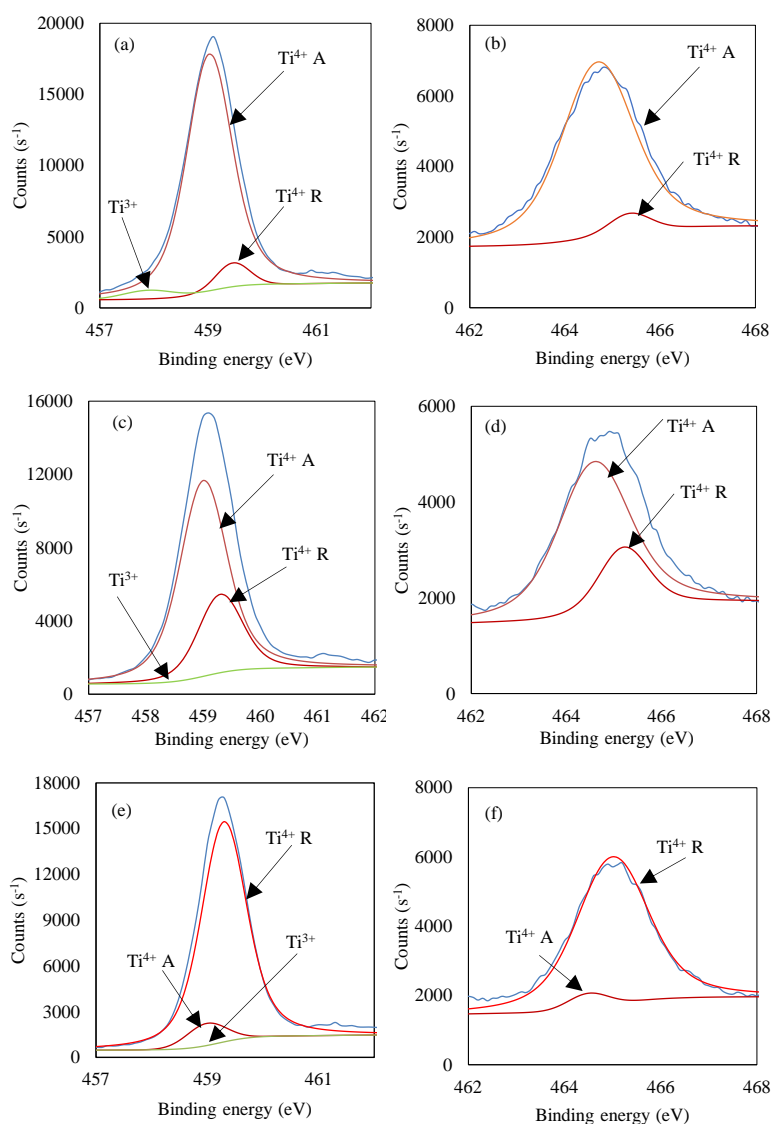 (a)
Counts (s⁻¹)
20000
15000
10000
5000
0
Ti⁴⁺ A
Ti⁴⁺ R
Ti³⁺
457
459
461
Binding energy (eV)
(b)
Counts (s⁻¹)
8000
6000
4000
2000
0
Ti⁴⁺ A
Ti⁴⁺ R
462
464
466
468
Binding energy (eV)
(c)
Counts (s⁻¹)
16000
12000
8000
4000
0
Ti⁴⁺ A
Ti⁴⁺ R
Ti³⁺
457
458
459
460
461
462
Binding energy (eV)
(d)
Counts (s⁻¹)
6000
4000
2000
0
Ti⁴⁺ A
Ti⁴⁺ R
462
464
466
468
Binding energy (eV)
(e)
Counts (s⁻¹)
18000
15000
12000
9000
6000
3000
0
Ti⁴⁺ R
Ti³⁺
Ti⁴⁺ A
457
459
461
Binding energy (eV)
(f)
Counts (s⁻¹)
8000
6000
4000
2000
0
Ti⁴⁺ R
Ti⁴⁺ A
462
464
466
468
Binding energy (eV)